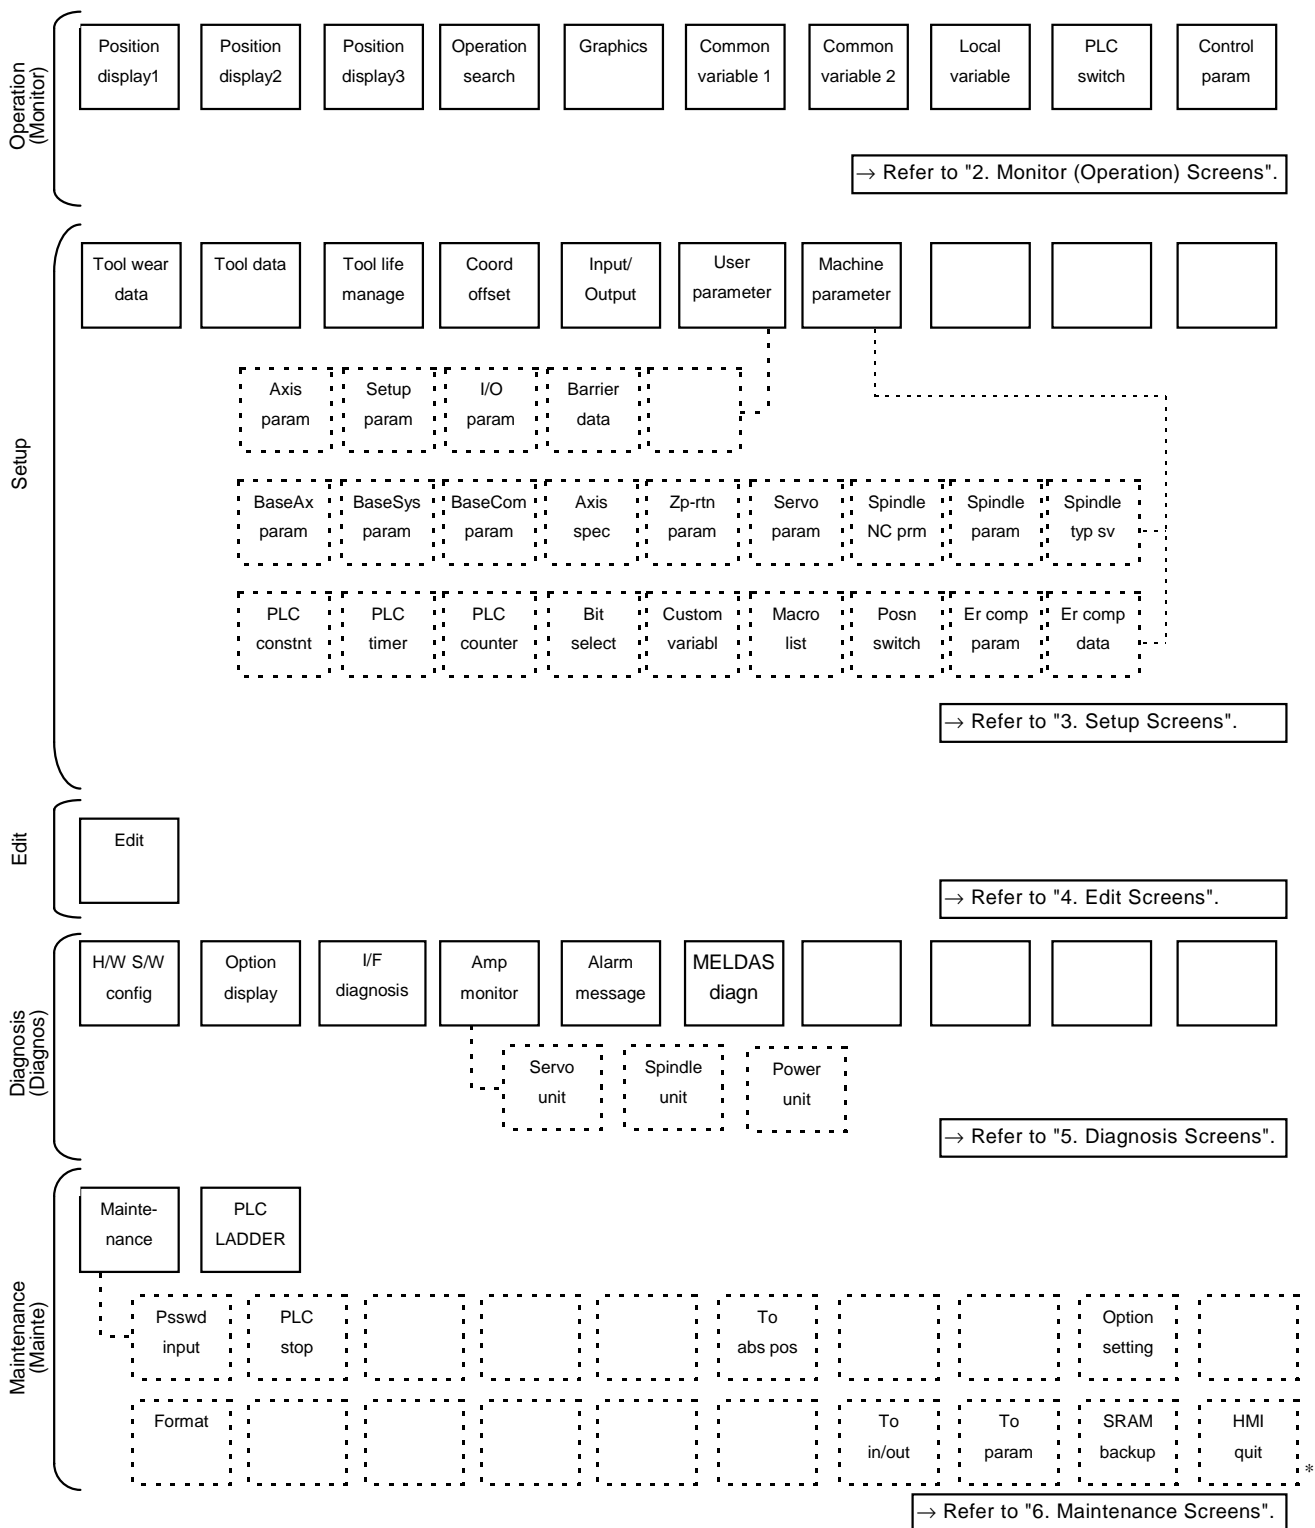 Operation
(Monitor)
Position
display1
Position
display2
Position
display3
Operation
search
Graphics
Common
variable 1
Common
variable 2
Local
variable
PLC
switch
Control
param
→ Refer to "2. Monitor (Operation) Screens".
Setup
Tool wear
data
Tool data
Tool life
manage
Coord
offset
Input/
Output
User
parameter
Machine
parameter
Axis
param
Setup
param
I/O
param
Barrier
data
BaseAx
param
BaseSys
param
BaseCom
param
Axis
spec
Zp-rtn
param
Servo
param
Spindle
NC prm
Spindle
param
Spindle
typ sv
PLC
constnt
PLC
timer
PLC
counter
Bit
select
Custom
variabl
Macro
list
Posn
switch
Er comp
param
Er comp
data
→ Refer to "3. Setup Screens".
Edit
Edit
→ Refer to "4. Edit Screens".
Diagnosis
(Diagnos)
H/W S/W
config
Option
display
I/F
diagnosis
Amp
monitor
Alarm
message
MELDAS
diagn
Servo
unit
Spindle
unit
Power
unit
→ Refer to "5. Diagnosis Screens".
Maintenance
(Mainte)
Mainte-
nance
PLC
LADDER
Psswd
input
PLC
stop
To
abs pos
Option
setting
Format
To
in/out
To
param
SRAM
backup
HMI
quit
*
→ Refer to "6. Maintenance Screens".